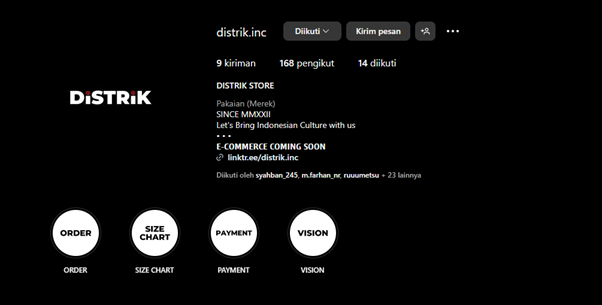 distrik.inc
Diikuti
Kirim pesan
9 kiriman
168 pengikut
14 diikuti
DiSTRiK
DISTRIK STORE
Pakaian (Merek)
SINCE MMXXII
Let's Bring Indonesian Culture with us
• • •
E-COMMERCE COMING SOON
linktr.ee/distrik.inc
Diikuti oleh syahban_245, m.farhan_nr, ruuumetsu + 23 lainnya
ORDER
SIZE
CHART
PAYMENT
VISION
ORDER
SIZE CHART
PAYMENT
VISION